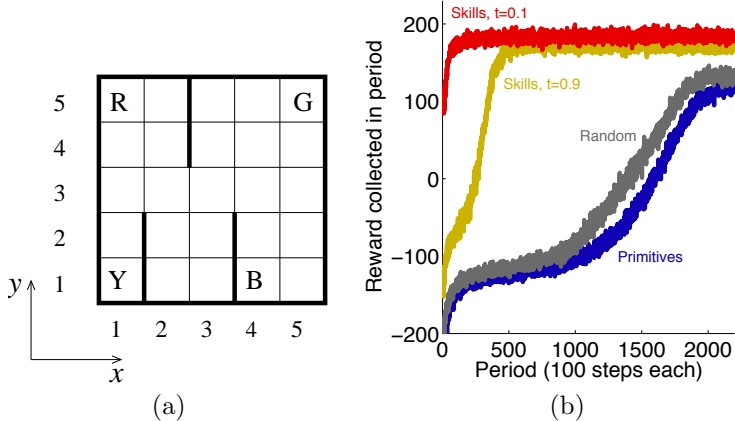 5
4
3
2
1
R
G
Y
B
y
1 2 3 4 5
x
(a)
Reward collected in period
200
100
0
−100
−200
Skills, t=0.1
Skills, t=0.9
Random
Primitives
0 500 1000 1500 2000
Period (100 steps each)
(b)